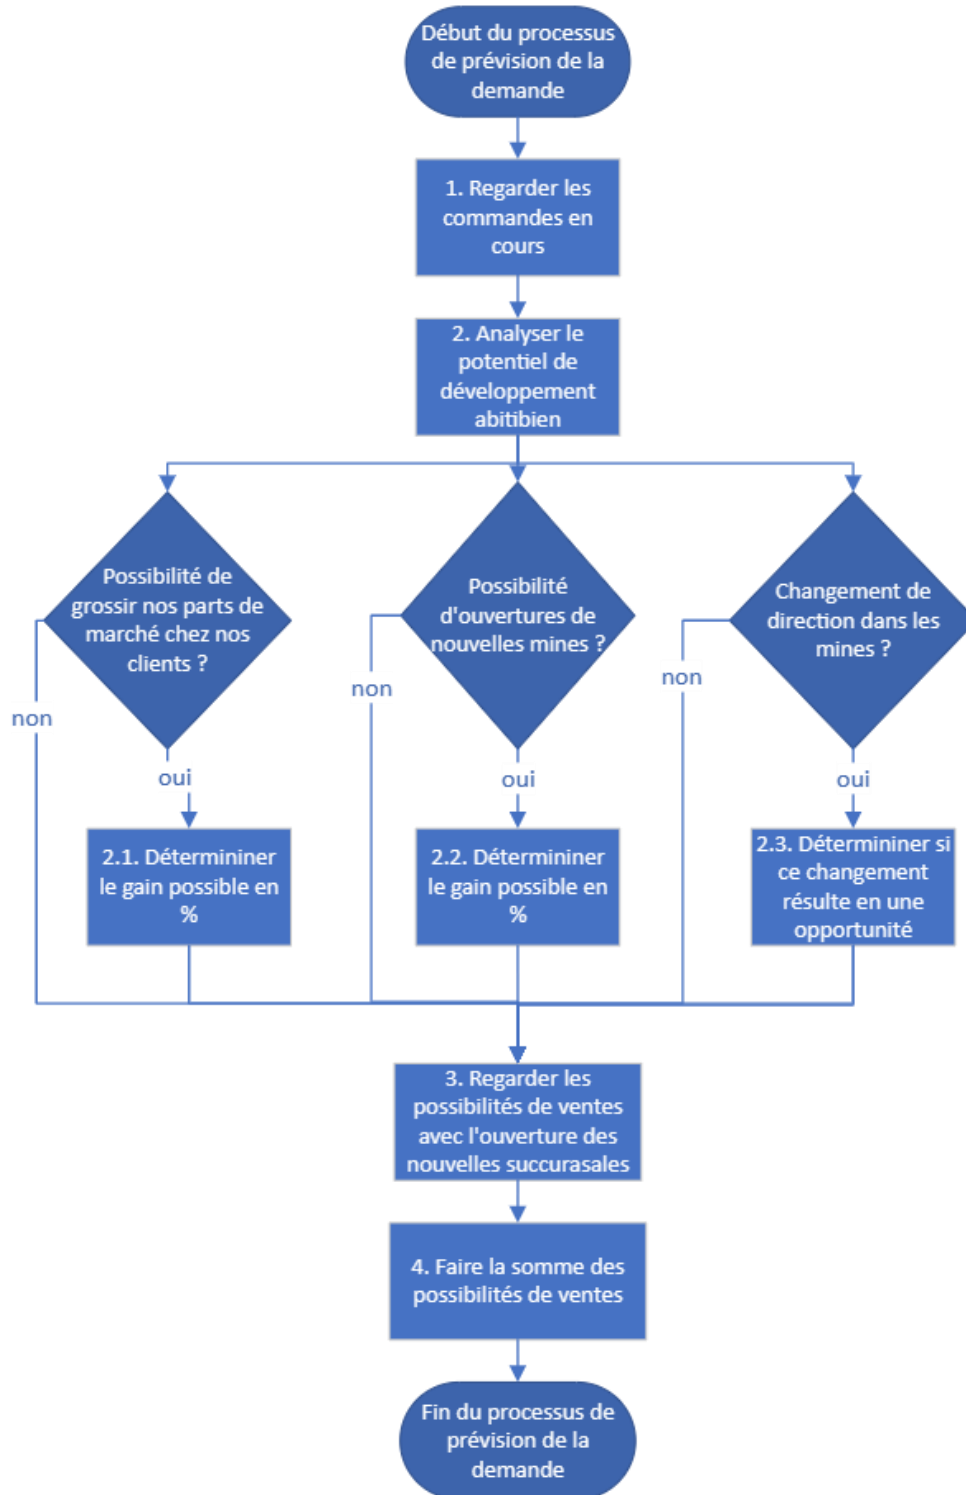 Début du processus
de prévision de la
demande
1. Regarder les
commandes en
cours
2. Analyser le
potentiel de
développement
abitibien
Possibilité de
grossir nos parts de
marché chez nos
clients ?
Possibilité
d'ouvertures de
nouvelles mines ?
Changement de
direction dans les
mines ?
non
non
non
oui
oui
oui
2.1. Détermininer
le gain possible en
%
2.2. Détermininer
le gain possible en
%
2.3. Détermininer si
ce changement
résulte en une
opportunité
3. Regarder les
possibilités de ventes
avec l'ouverture des
nouvelles succurasales
4. Faire la somme des
possibilités de ventes
Fin du processus de
prévision de la
demande